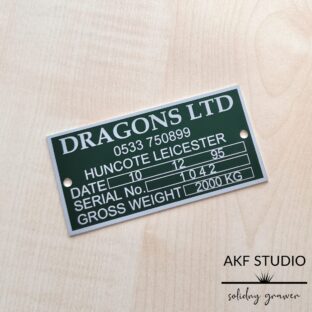 DRAGONS LTD
0533 750899
HUNCOTE LEICESTER
DATE 10 12 95
SERIAL No. 1042
GROSS WEIGHT 2000 KG
AKF STUDIO
solidny grawer